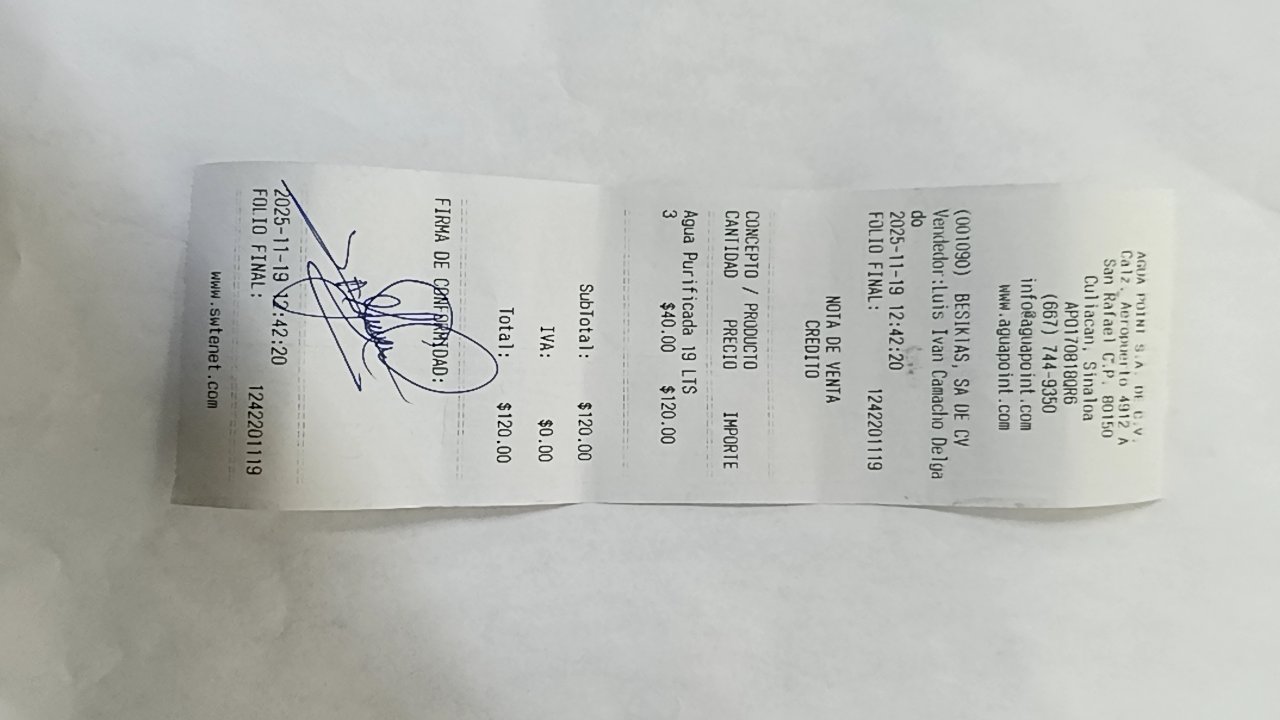 AGUA POINT S.A. DE C.V.
Calz. Aeropuerto 4912 A
San Rafael C.P. 80150
Culiacan, Sinaloa
APO170818QR6
(667) 744-9350
info@aguapoint.com
www.aguapoint.com
(001090) BESIKIAS, SA DE CV
Vendedor:Luis Ivan Camacho Delga
do
2025-11-19 12:42:20
FOLIO FINAL: 1242201119
NOTA DE VENTA
CREDITO
CONCEPTO / PRODUCTO
CANTIDAD PRECIO IMPORTE
Agua Purificada 19 LTS
3 $40.00 $120.00
SubTotal: $120.00
IVA: $0.00
Total: $120.00
FIRMA DE CONFORMIDAD:
2025-11-19 12:42:20
FOLIO FINAL: 1242201119
www.swtenet.com